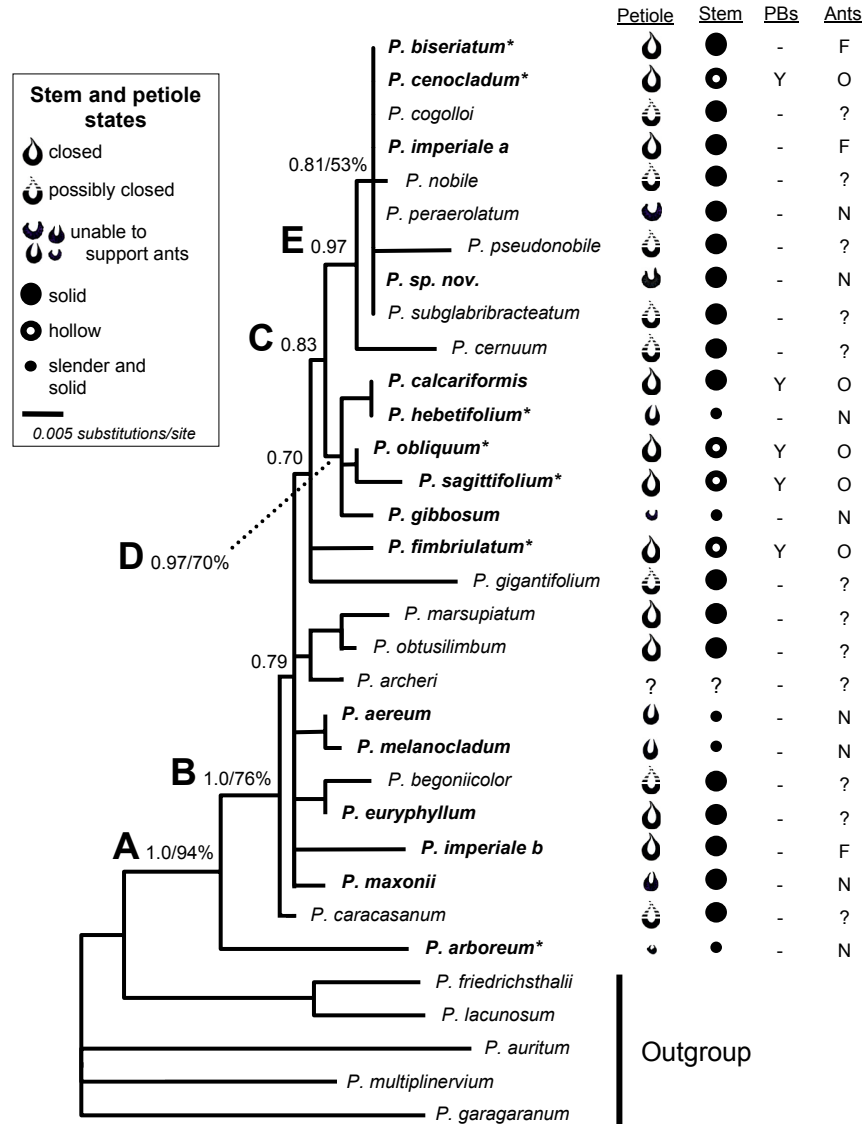 Petiole Stem PBs Ants
Stem and petiole
states
closed
possibly closed
unable to
support ants
solid
hollow
slender and
solid
0.005 substitutions/site
P. biseriatum* - F
P. cenocladum* Y O
P. cogolloi - ?
P. imperiale a - F
0.81/53%
P. nobile - ?
P. peraerolatum - N
E 0.97
P. pseudonobile - ?
P. sp. nov. - N
P. subglabribracteatum - ?
C 0.83
P. cernuum - ?
P. calcariformis Y O
P. hebetifolium* - N
P. obliquum* Y O
0.70
P. sagittifolium* Y O
P. gibbosum - N
D 0.97/70%
P. fimbriulatum* Y O
P. gigantifolium - ?
P. marsupiatum - ?
P. obtusilimbum - ?
0.79
P. archeri ? ? - ?
P. aereum - N
P. melanocladum - N
B 1.0/76%
P. begoniicolor - ?
P. euryphyllum - ?
A 1.0/94%
P. imperiale b - F
P. maxonii - N
P. caracasanum - ?
P. arboreum* - N
P. friedrichsthalii
P. lacunosum
P. auritum
P. multiplinervium
P. garagaranum
Outgroup